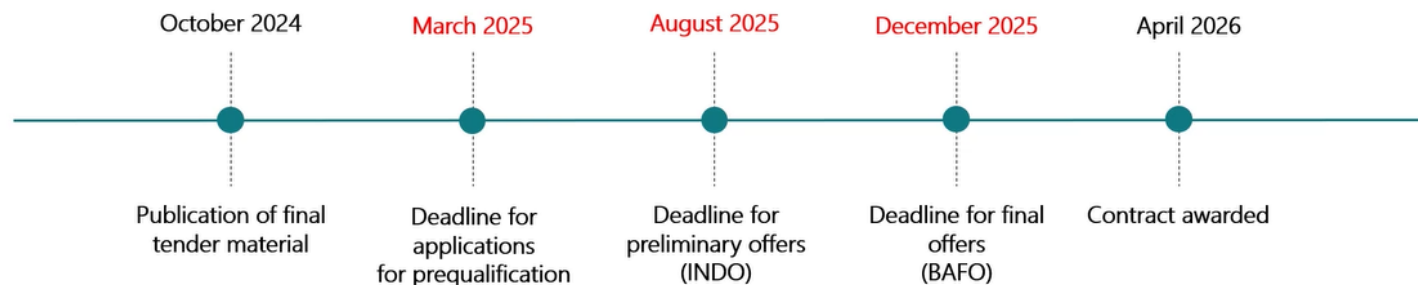 October 2024
March 2025
August 2025
December 2025
April 2026
Publication of final
tender material
Deadline for
applications
for prequalification
Deadline for
preliminary offers
(INDO)
Deadline for final
offers
(BAFO)
Contract awarded